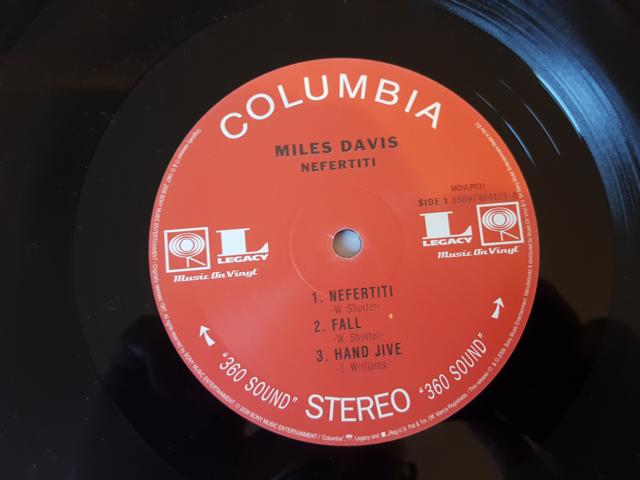 COLUMBIA
MILES DAVIS
NEFERTITI
MOVLP031
SIDE 1 88697404121-A
L
LEGACY
Music On Vinyl
L
LEGACY
Music On Vinyl
1. NEFERTITI
-W. Shorter-
2. FALL
-W. Shorter-
3. HAND JIVE
-T. Williams-
"360 SOUND" STEREO "360 SOUND"